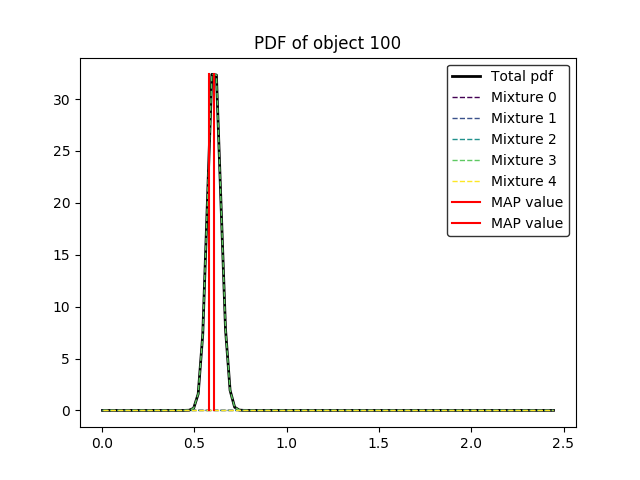 PDF of object 100
Total pdf
Mixture 0
Mixture 1
Mixture 2
Mixture 3
Mixture 4
MAP value
MAP value
30
25
20
15
10
5
0
0.0 0.5 1.0 1.5 2.0 2.5